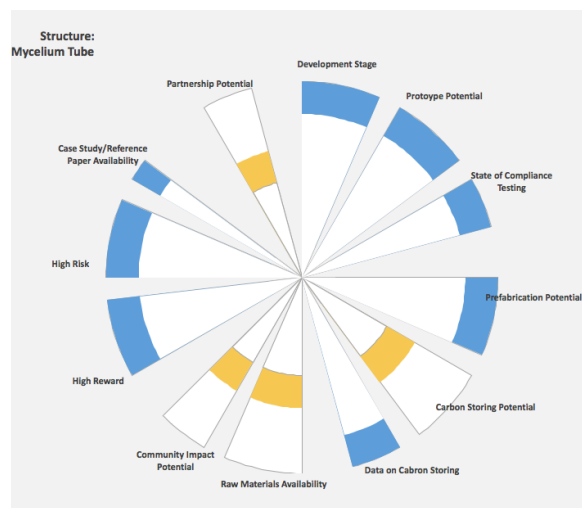 Structure:
Mycelium Tube
Development Stage
Partnership Potential
Protoype Potential
Case Study/Reference
Paper Availability
State of Compliance
Testing
High Risk
Prefabrication Potential
High Reward
Carbon Storing Potential
Community Impact
Potential
Data on Cabron Storing
Raw Materials Availability